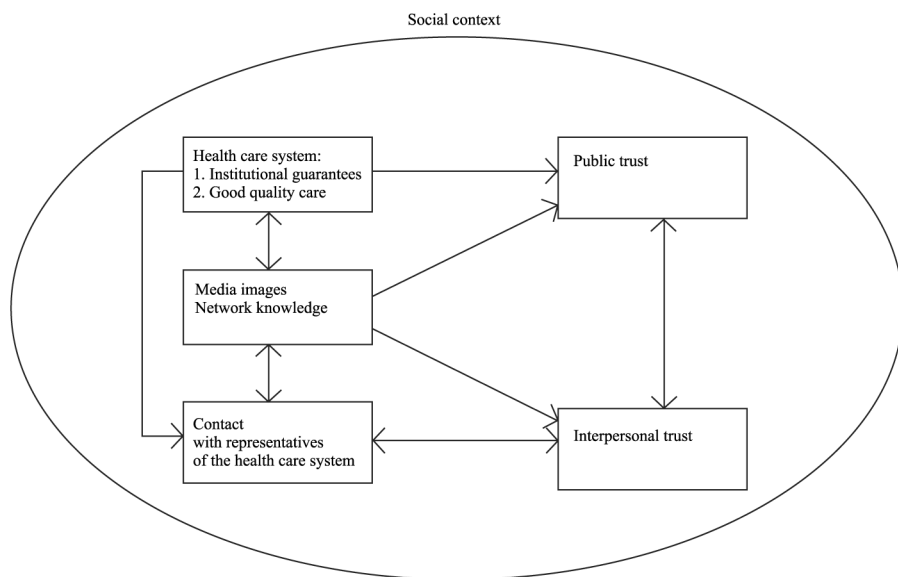 Social context
Health care system:
1. Institutional guarantees
2. Good quality care
Public trust
Media images
Network knowledge
Contact
with representatives
of the health care system
Interpersonal trust